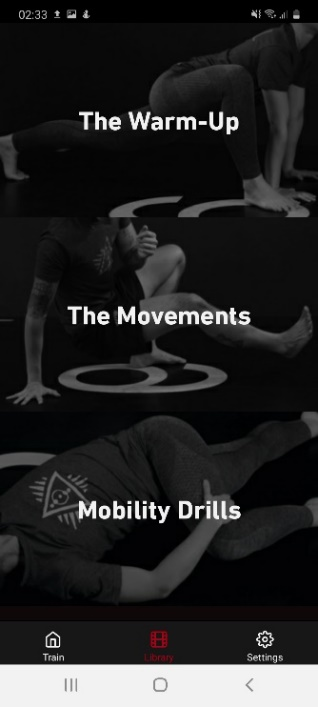 02:33
The Warm-Up
The Movements
Mobility Drills
Train
Library
Settings